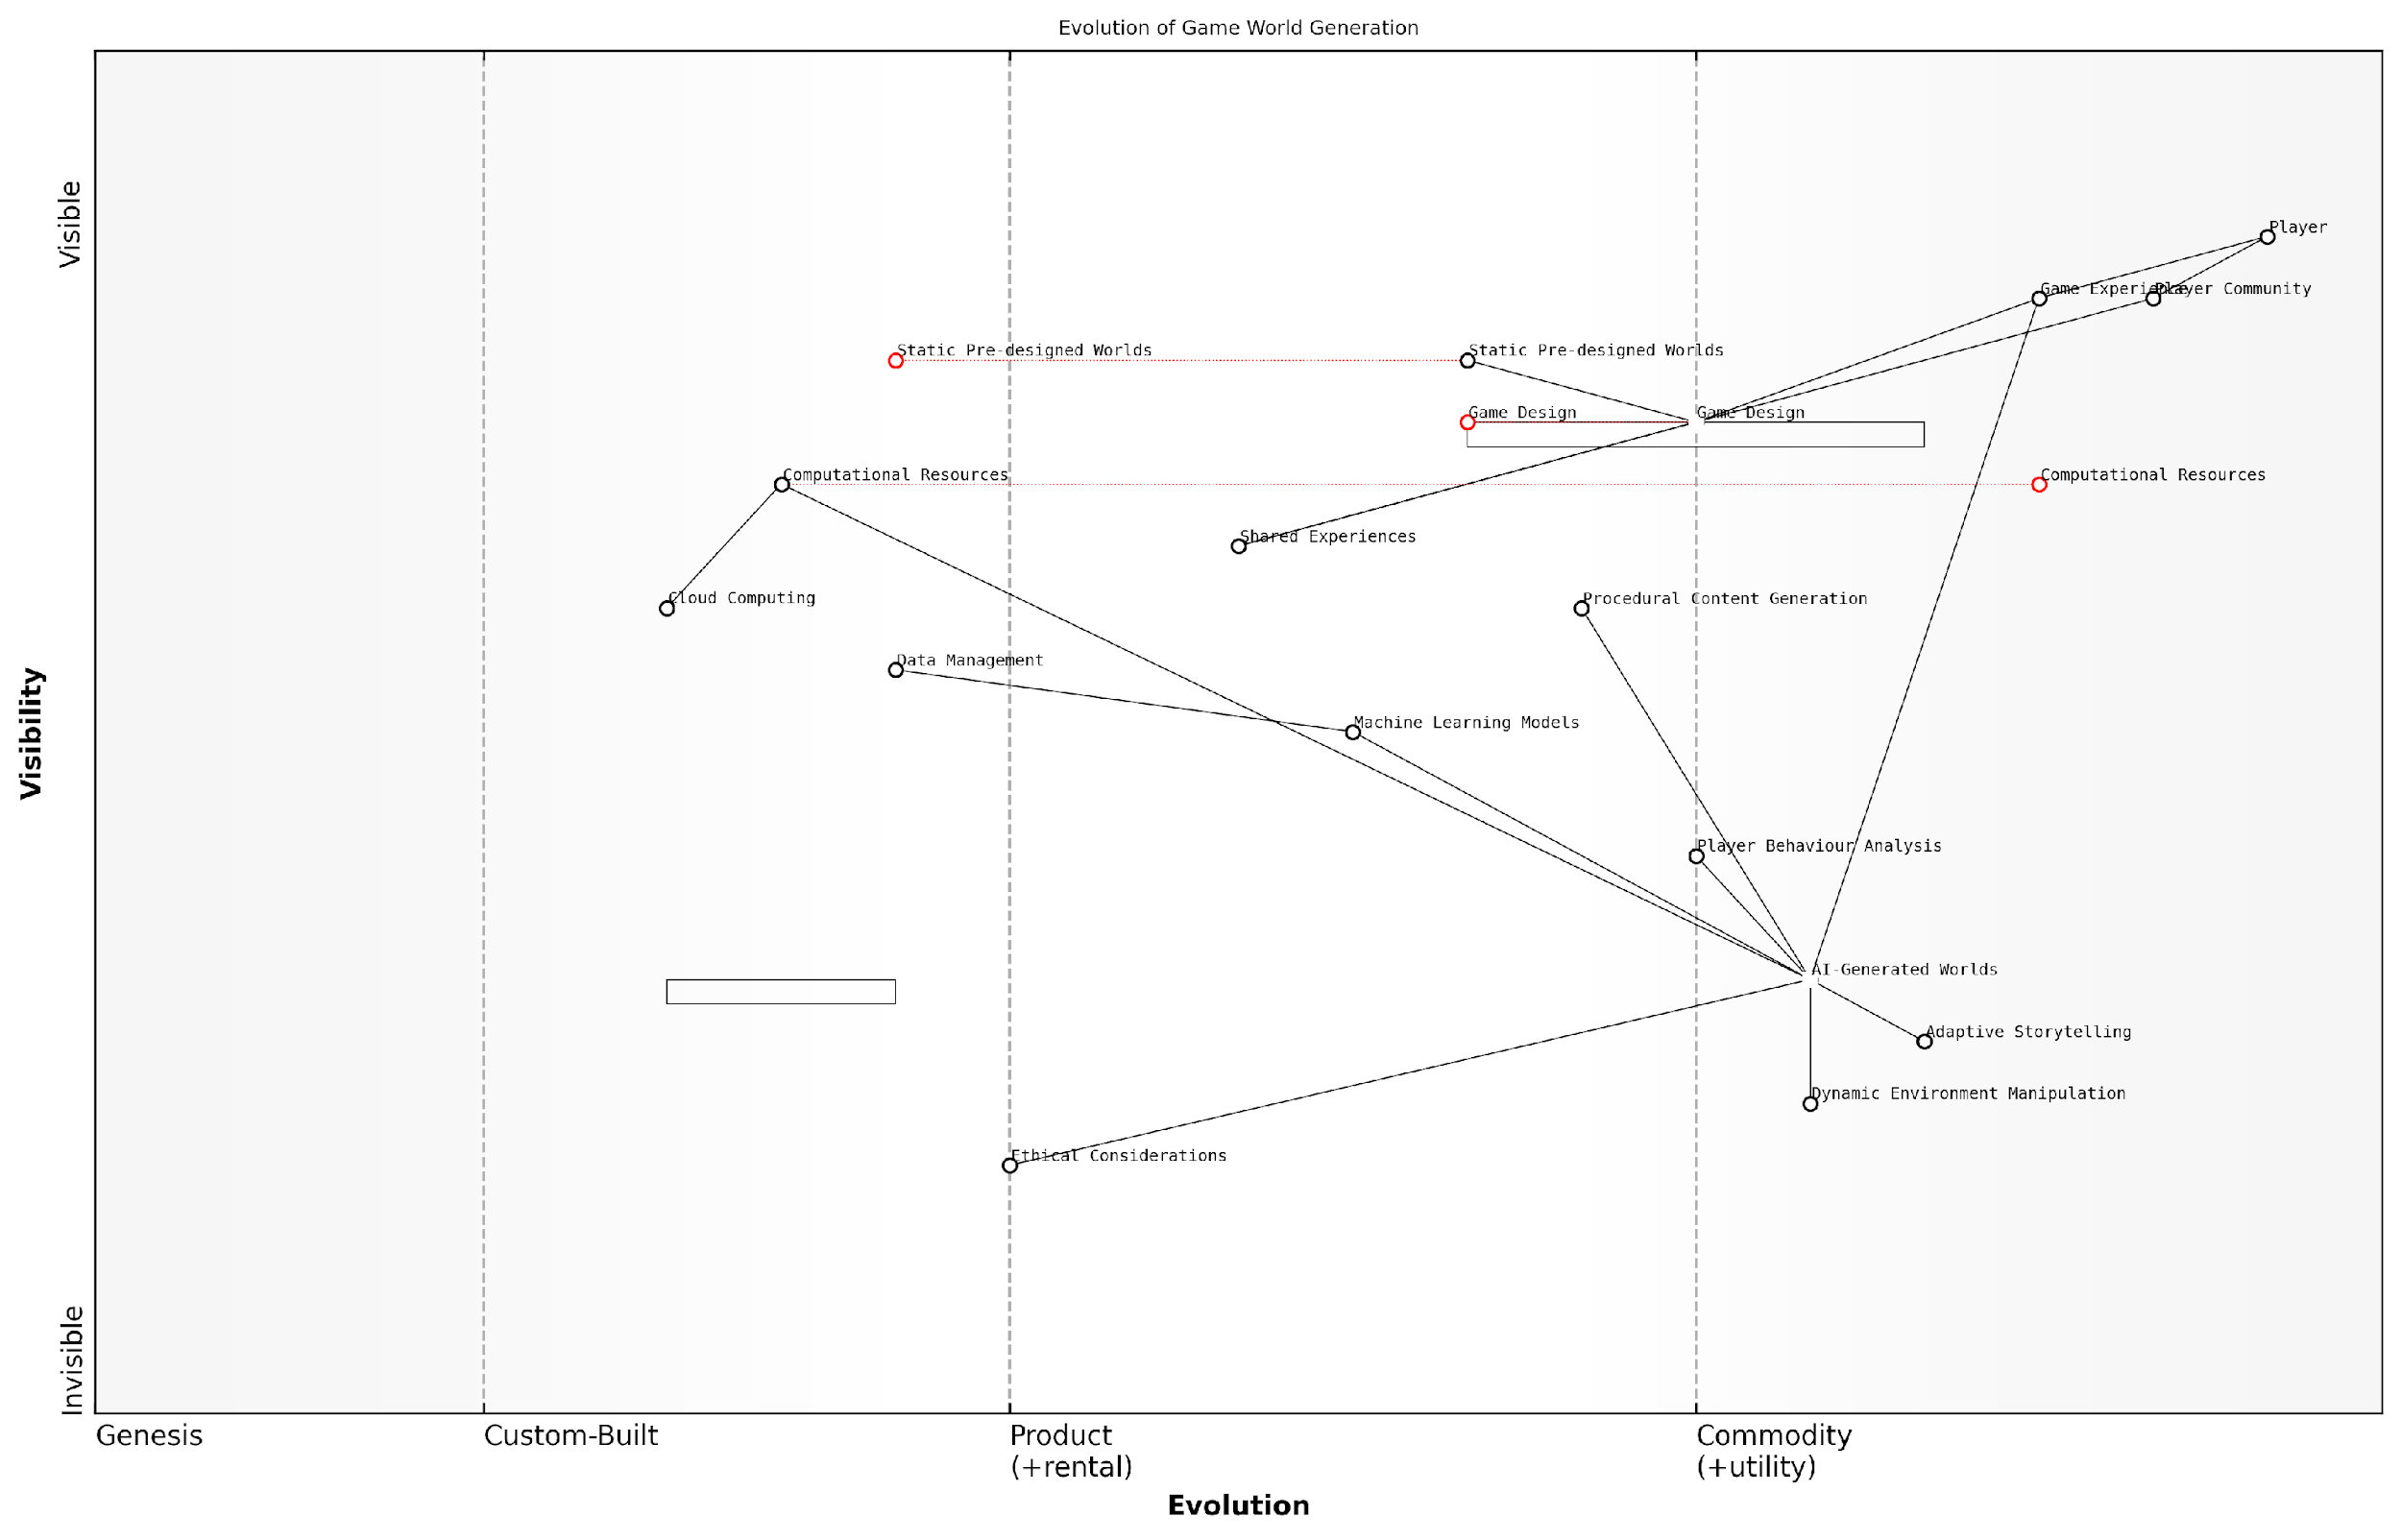 Evolution of Game World Generation
Visible
Player
Game Experience
Player Community
Static Pre-designed Worlds
Static Pre-designed Worlds
Game Design
Game Design
Computational Resources
Computational Resources
Shared Experiences
Cloud Computing
Procedural Content Generation
Data Management
Visibility
Machine Learning Models
Player Behaviour Analysis
AI-Generated Worlds
Adaptive Storytelling
Dynamic Environment Manipulation
Ethical Considerations
Invisible
Genesis
Custom-Built
Product
(+rental)
Commodity
(+utility)
Evolution